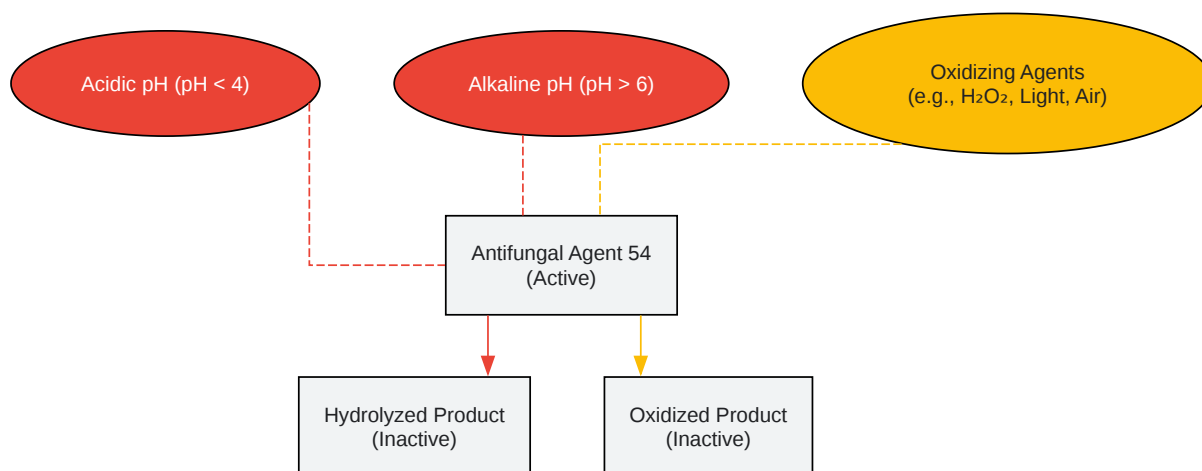 Acidic pH (pH < 4)
Alkaline pH (pH > 6)
Oxidizing Agents
(e.g., H₂O₂, Light, Air)
Antifungal Agent 54
(Active)
Hydrolyzed Product
(Inactive)
Oxidized Product
(Inactive)